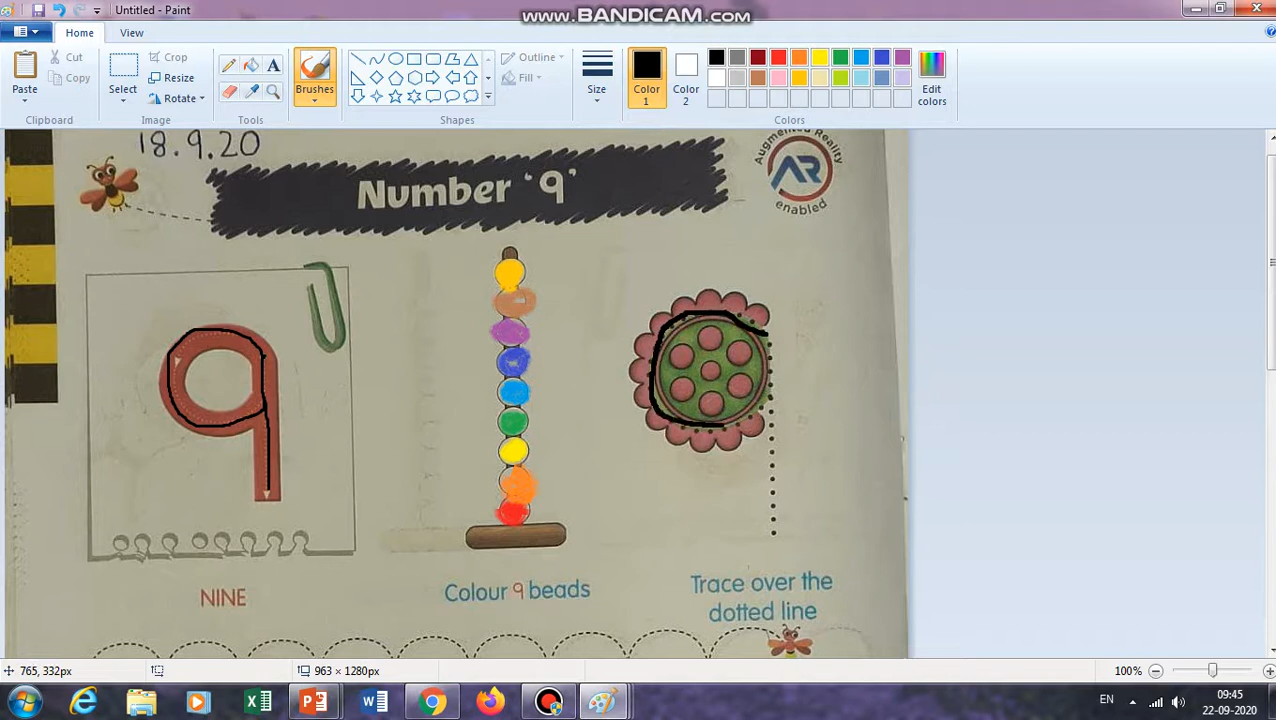 Untitled - Paint
www.BANDICAM.com
Home
View
Cut
Copy
Paste
Clipboard
Crop
Resize
Rotate
Select
Image
A
Tools
Brushes
Outline
Fill
Shapes
Size
Color 1
Color 2
Edit colors
Colors
18.9.20
Number '9'
Augmented Reality
AR
enabled
9
NINE
Colour 9 beads
Trace over the
dotted line
765, 332px
963 × 1280px
100%
EN
09:45
22-09-2020